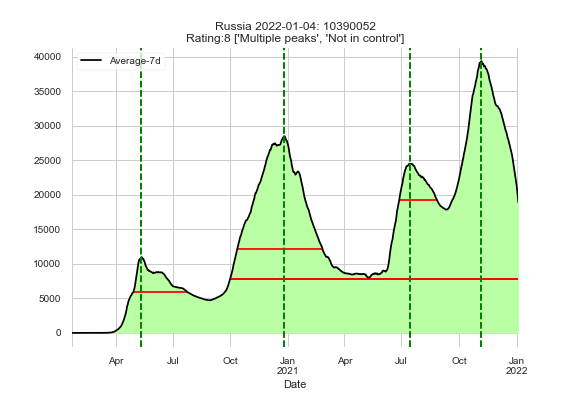 Russia 2022-01-04: 10390052
Rating:8 ['Multiple peaks', 'Not in control']
Average-7d
40000
35000
30000
25000
20000
15000
10000
5000
0
Apr Jul Oct Jan Apr Jul Oct Jan
2021 2022
Date